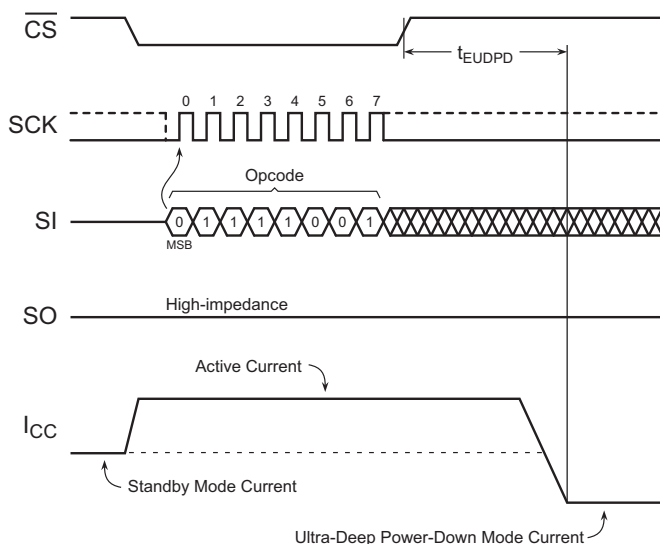 CS
tEUDPD
0 1 2 3 4 5 6 7
SCK
Opcode
SI
0 1 1 1 1 0 0 1
MSB
High-impedance
SO
Active Current
ICC
Standby Mode Current
Ultra-Deep Power-Down Mode Current